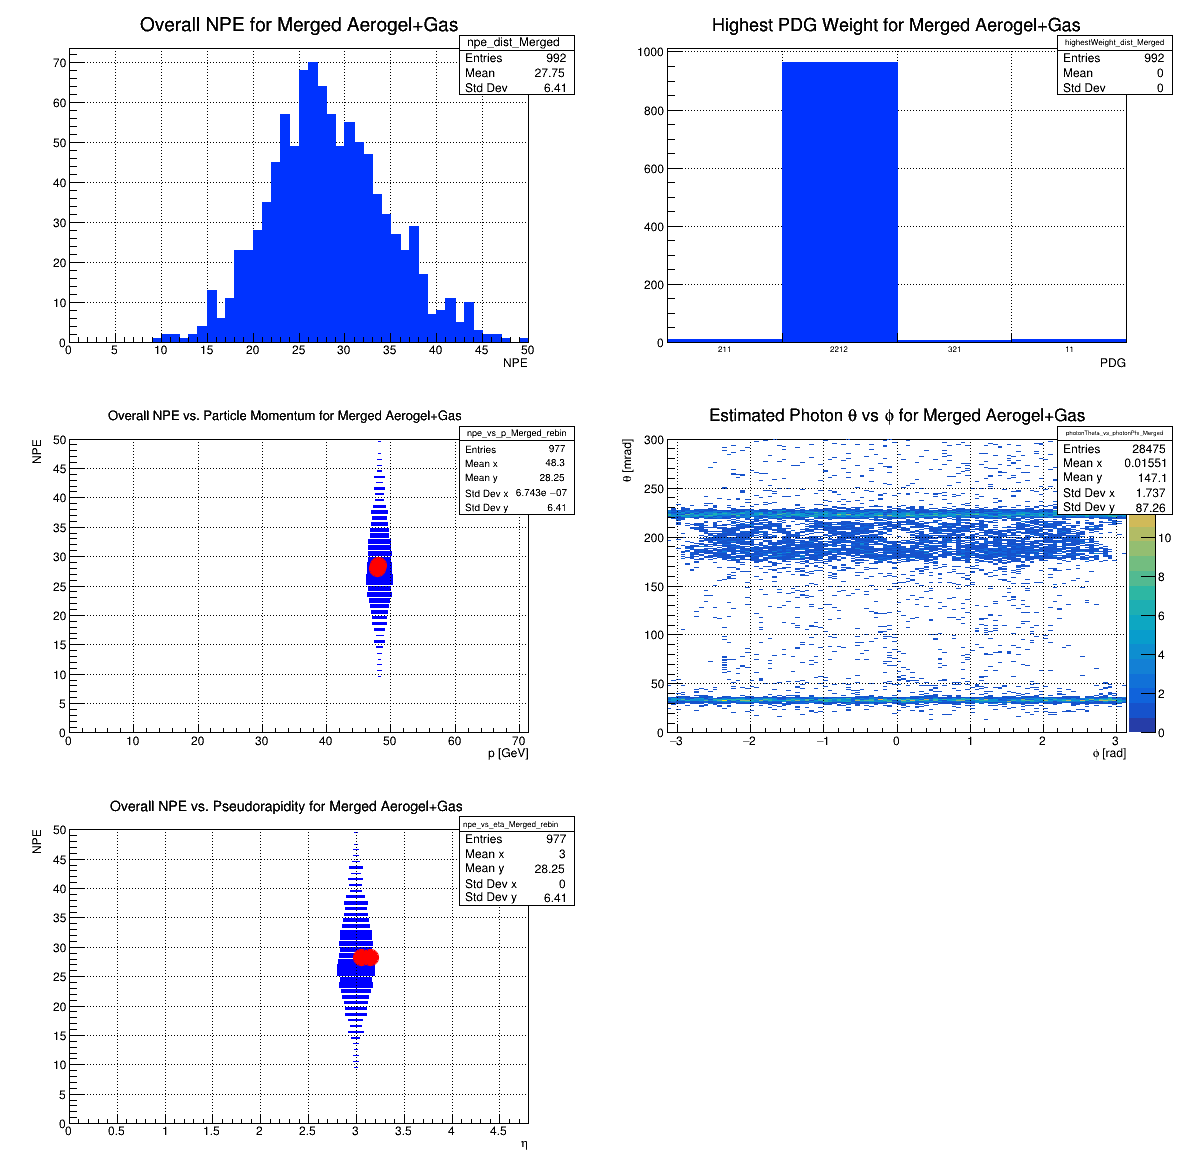 Overall NPE for Merged Aerogel+Gas
npe_dist_Merged
Entries 992
Mean 27.75
Std Dev 6.41
70
60
50
40
30
20
10
0
0 5 10 15 20 25 30 35 40 45 50
NPE
Highest PDG Weight for Merged Aerogel+Gas
highestWeight_dist_Merged
Entries 992
Mean 0
Std Dev 0
1000
800
600
400
200
0
211 2212 321 11
PDG
Overall NPE vs. Particle Momentum for Merged Aerogel+Gas
npe_vs_p_Merged_rebin
Entries 977
Mean x 48.3
Mean y 28.25
Std Dev x 6.743e −07
Std Dev y 6.41
NPE
50
45
40
35
30
25
20
15
10
5
0
0 10 20 30 40 50 60 70
p [GeV]
Estimated Photon θ vs ϕ for Merged Aerogel+Gas
photonTheta_vs_photonPhi_Merged
Entries 28475
Mean x 0.01551
Mean y 147.1
Std Dev x 1.737
Std Dev y 87.26
θ [mrad]
300
250
200
150
100
50
0
−3 −2 −1 0 1 2 3
ϕ [rad]
10
8
6
4
2
0
Overall NPE vs. Pseudorapidity for Merged Aerogel+Gas
npe_vs_eta_Merged_rebin
Entries 977
Mean x 3
Mean y 28.25
Std Dev x 0
Std Dev y 6.41
NPE
50
45
40
35
30
25
20
15
10
5
0
0 0.5 1 1.5 2 2.5 3 3.5 4 4.5
η